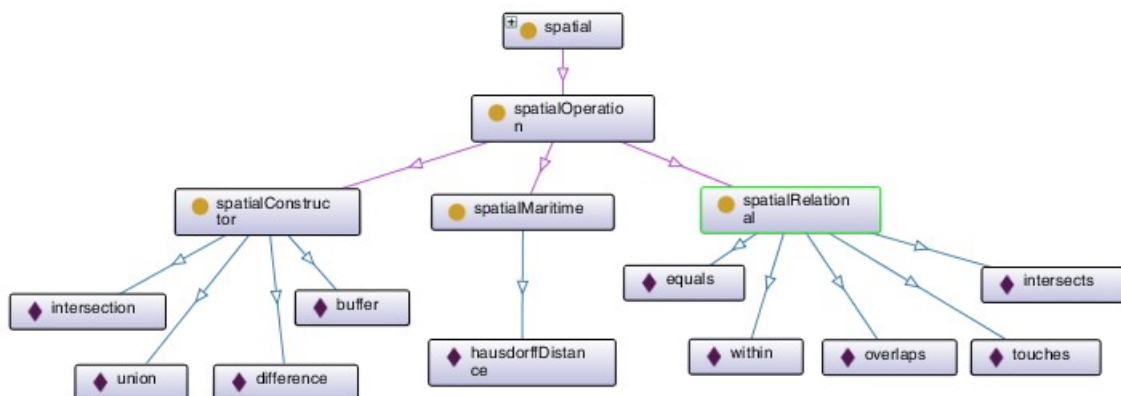 spatial
spatialOperatio
n
spatialConstruc
tor
spatialMaritime
spatialRelation
al
equals
intersects
intersection
buffer
hausdorffDistan
ce
within
overlaps
touches
union
difference